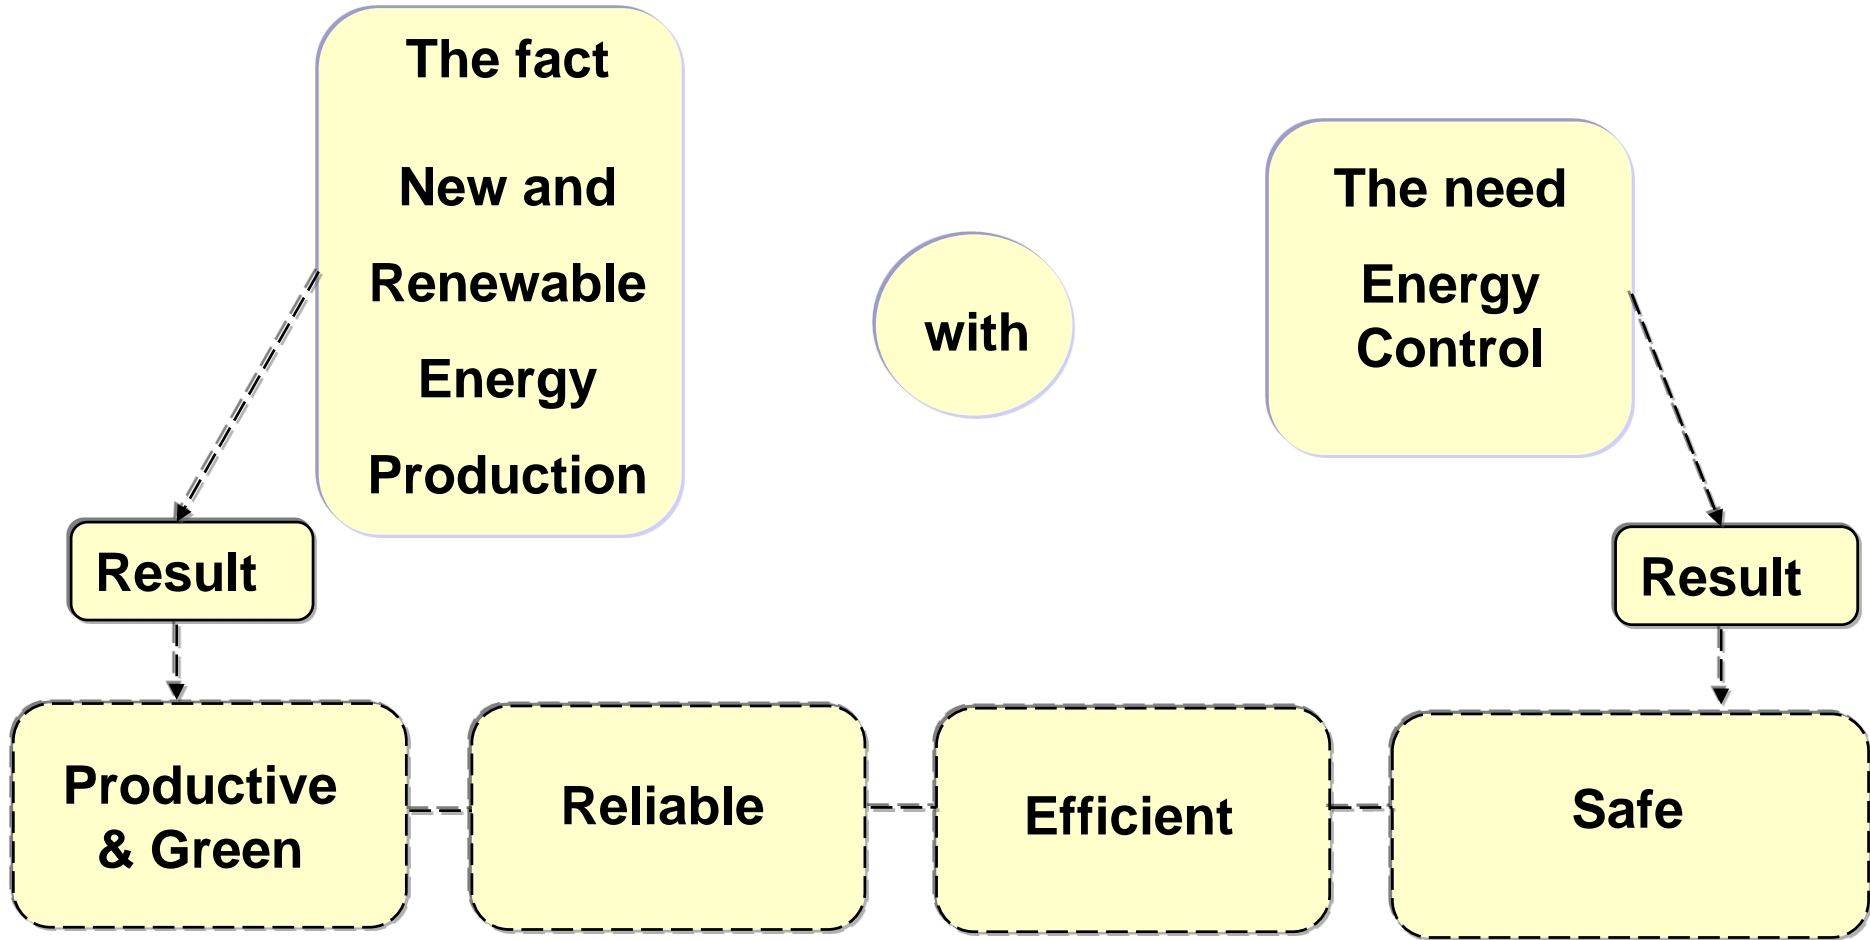 The fact
New and
Renewable
Energy
Production
with
The need
Energy
Control
Result
Result
Productive
& Green
Reliable
Efficient
Safe